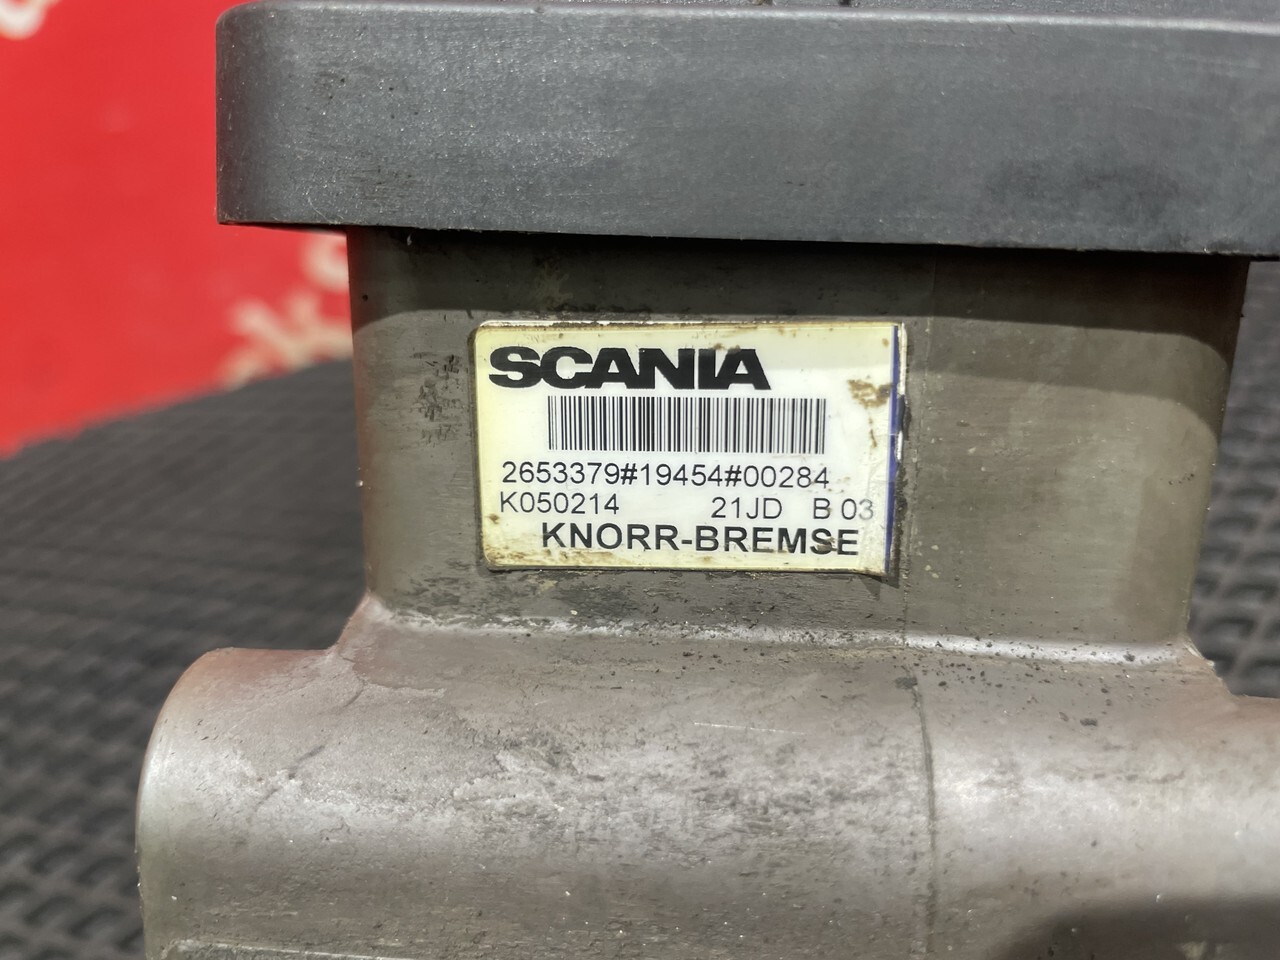 SCANIA
2653379#19454#00284
K050214 21JD B 03
KNORR-BREMSE